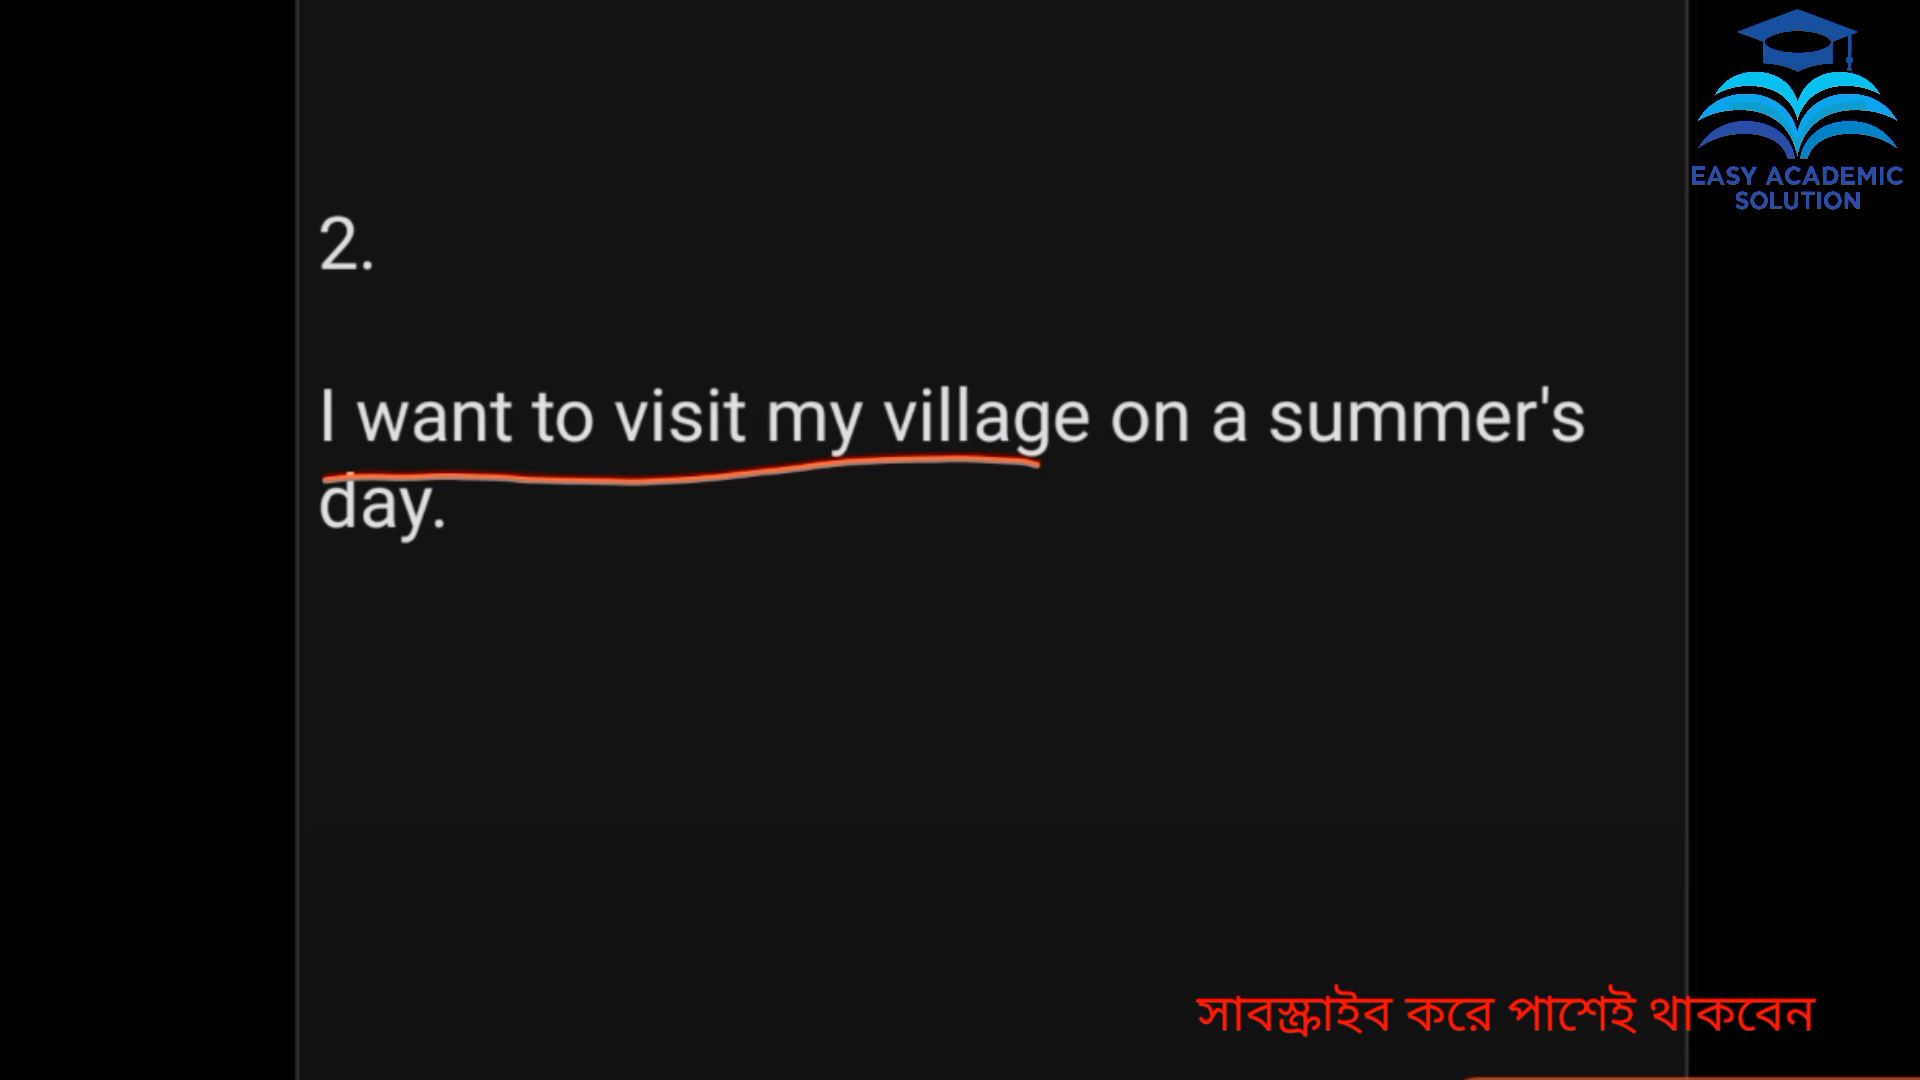 EASY ACADEMIC
SOLUTION
2.
I want to visit my village on a summer's
day.
সাবস্ক্রাইব করে পাশেই থাকবেন